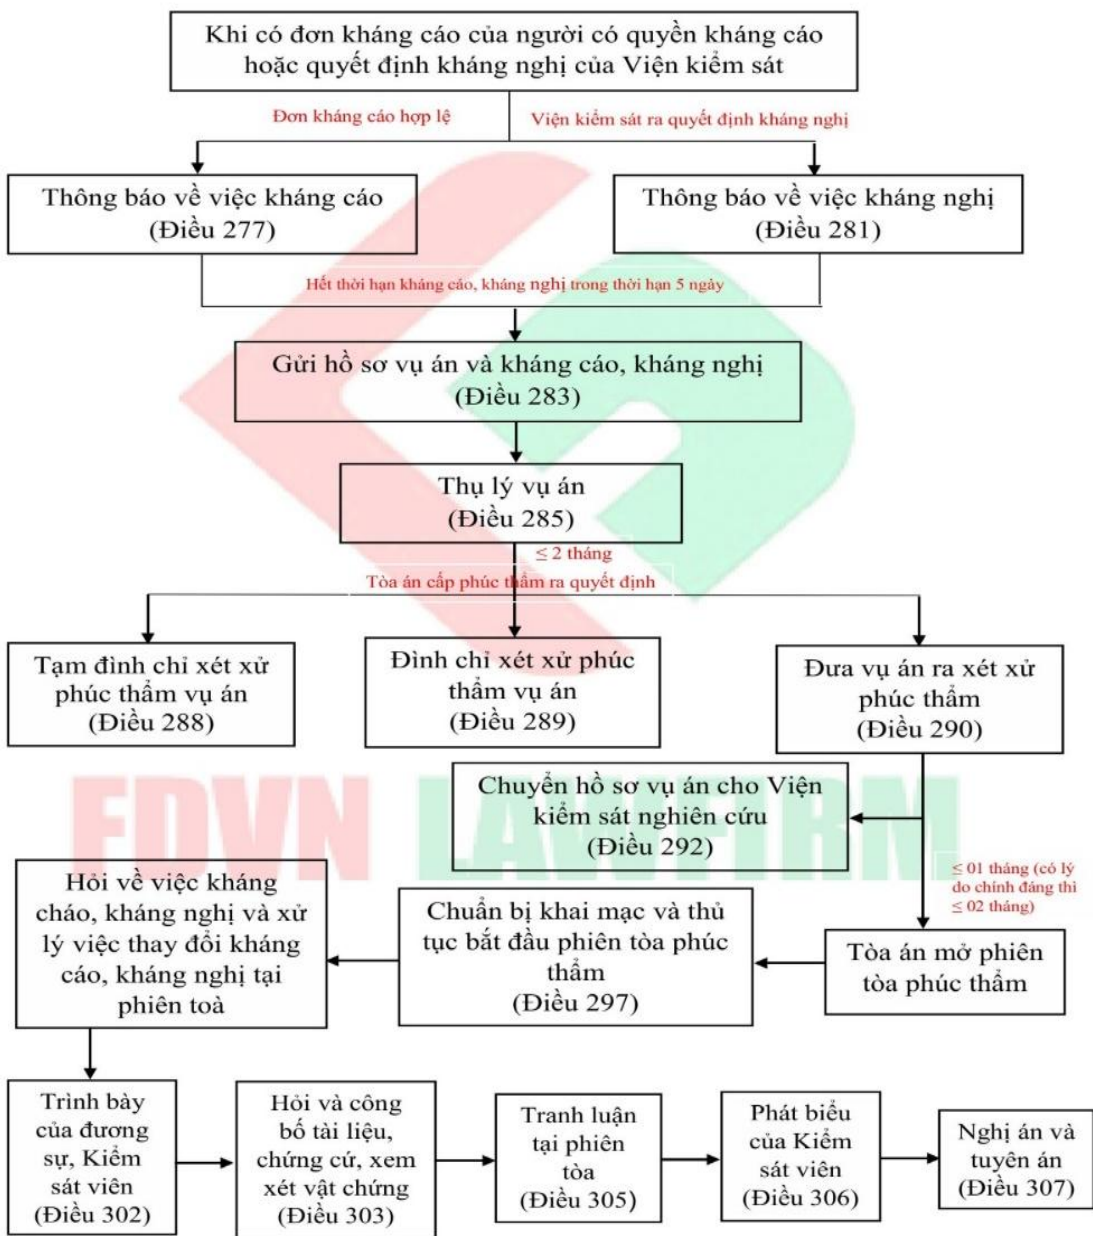 Khi có đơn kháng cáo của người có quyền kháng cáo
hoặc quyết định kháng nghị của Viện kiểm sát
Đơn kháng cáo hợp lệ
Viện kiểm sát ra quyết định kháng nghị
Thông báo về việc kháng cáo
(Điều 277)
Thông báo về việc kháng nghị
(Điều 281)
Hết thời hạn kháng cáo, kháng nghị trong thời hạn 5 ngày
Gửi hồ sơ vụ án và kháng cáo, kháng nghị
(Điều 283)
Thụ lý vụ án
(Điều 285)
≤ 2 tháng
Tòa án cấp phúc thẩm ra quyết định
Tạm đình chỉ xét xử
phúc thẩm vụ án
(Điều 288)
Đình chỉ xét xử phúc
thẩm vụ án
(Điều 289)
Đưa vụ án ra xét xử
phúc thẩm
(Điều 290)
Chuyển hồ sơ vụ án cho Viện
kiểm sát nghiên cứu
(Điều 292)
FDVN LAWFIRM
≤ 01 tháng (có lý
do chính đáng thì
≤ 02 tháng)
Tòa án mở phiên
tòa phúc thẩm
Chuẩn bị khai mạc và thủ
tục bắt đầu phiên tòa phúc
thẩm
(Điều 297)
Hỏi về việc kháng
cháo, kháng nghị và xử
lý việc thay đổi kháng
cáo, kháng nghị tại
phiên toà
Trình bày
của đương
sự, Kiểm
sát viên
(Điều 302)
Hỏi và công
bố tài liệu,
chứng cứ, xem
xét vật chứng
(Điều 303)
Tranh luận
tại phiên
tòa
(Điều 305)
Phát biểu
của Kiểm
sát viên
(Điều 306)
Nghị án và
tuyên án
(Điều 307)